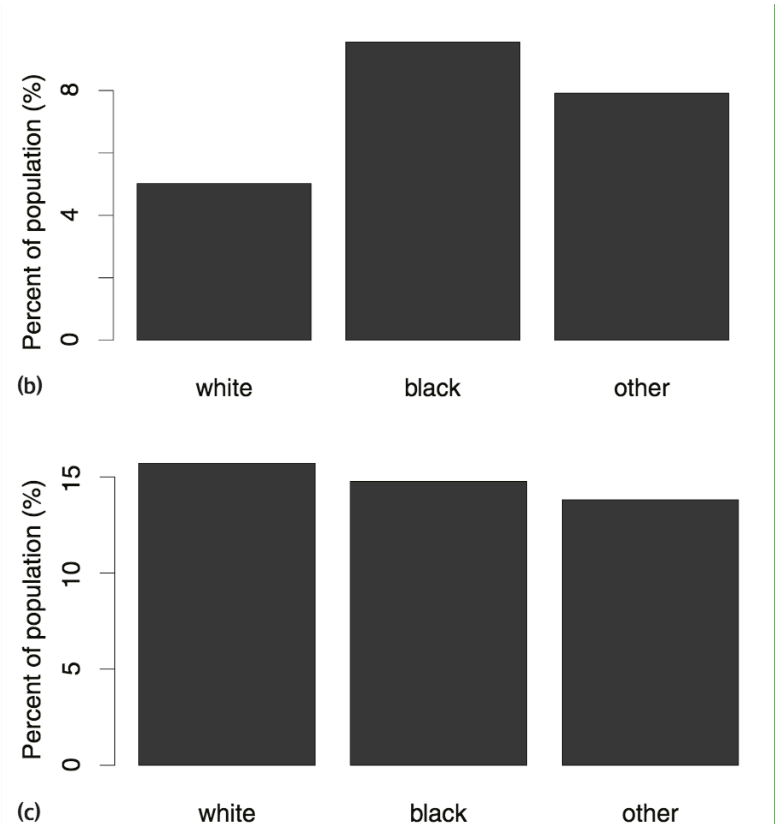 Percent of population (%)
8
4
0
white black other
(b)
Percent of population (%)
15
10
5
0
white black other
(c)